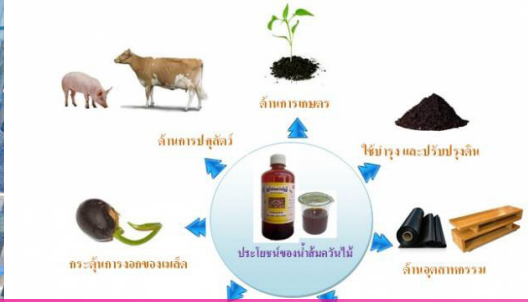 ด้านการเกษตร
ด้านการปศุสัตว์
ใช้บำรุง และปรับปรุงดิน
ประโยชน์ของน้ำส้มควันไม้
กระตุ้นการงอกของเมล็ด
ด้านอุตสาหกรรม